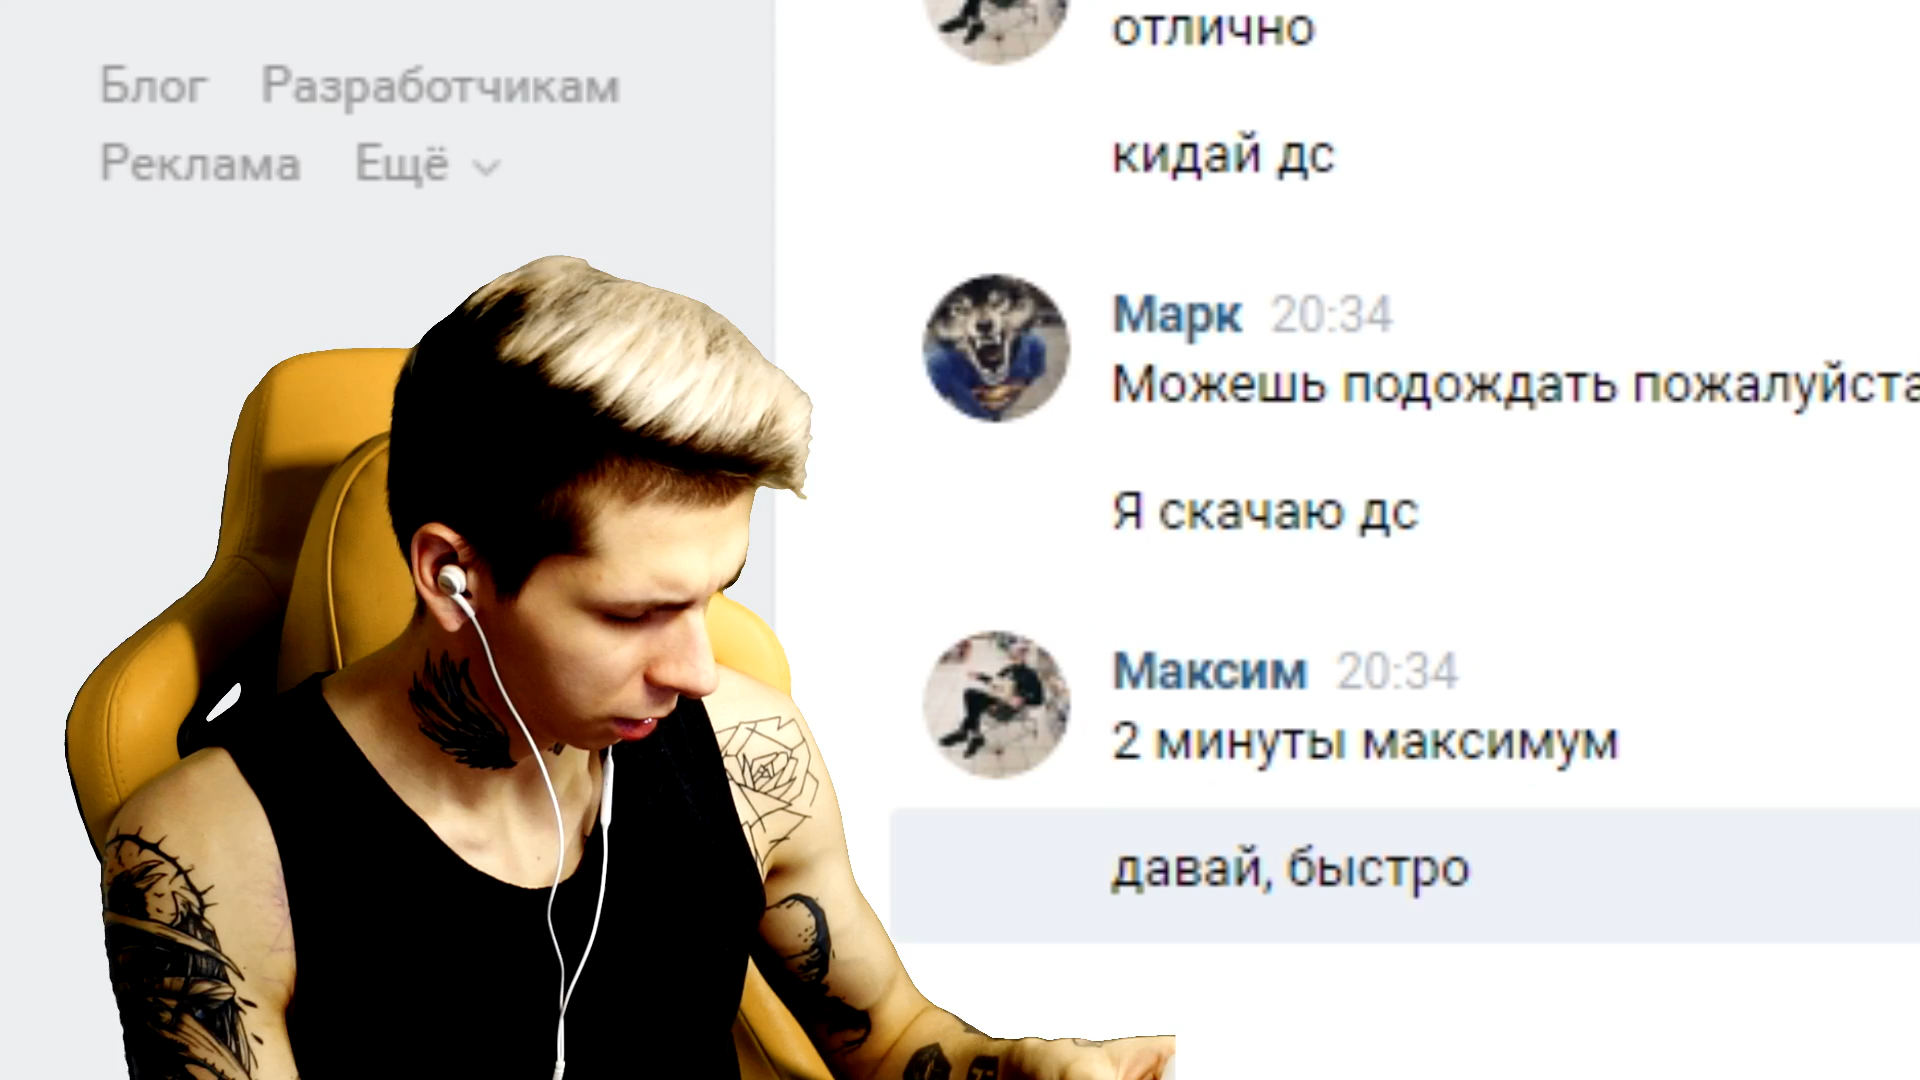 Блог Разработчикам
Реклама Ещё
отлично
кидай дс
Марк 20:34
Можешь подождать пожалуйста
Я скачаю дс
Максим 20:34
2 минуты максимум
давай, быстро